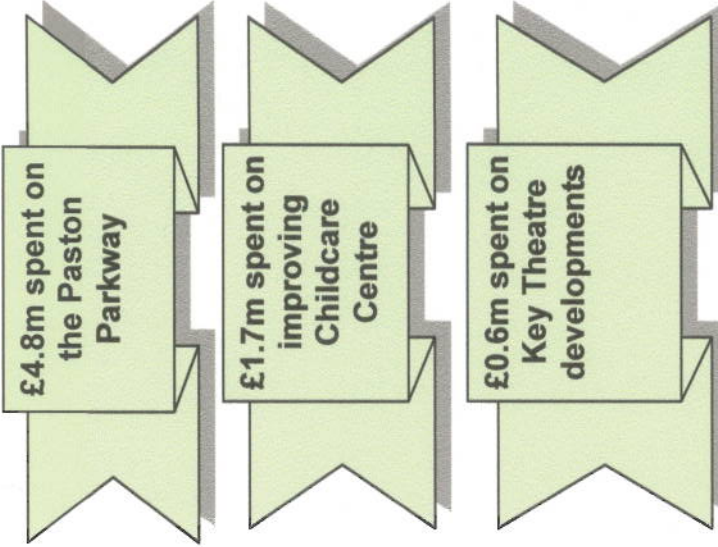 £4.8m spent on
the Paston
Parkway
£1.7m spent on
improving
Childcare
Centre
£0.6m spent on
Key Theatre
developments